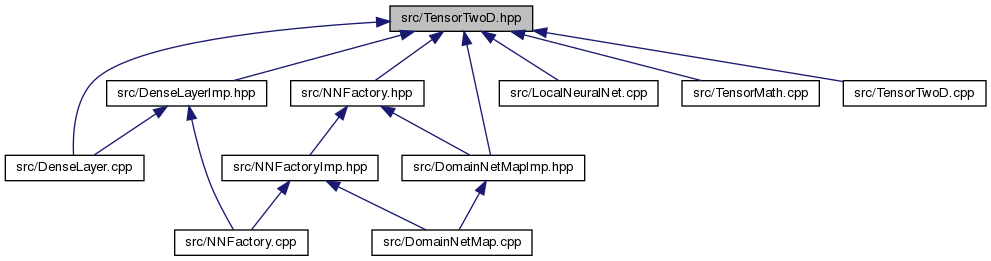 src/TensorTwoD.hpp
src/DenseLayerImp.hpp
src/NNFactory.hpp
src/LocalNeuralNet.cpp
src/TensorMath.cpp
src/TensorTwoD.cpp
src/DenseLayer.cpp
src/NNFactoryImp.hpp
src/DomainNetMapImp.hpp
src/NNFactory.cpp
src/DomainNetMap.cpp